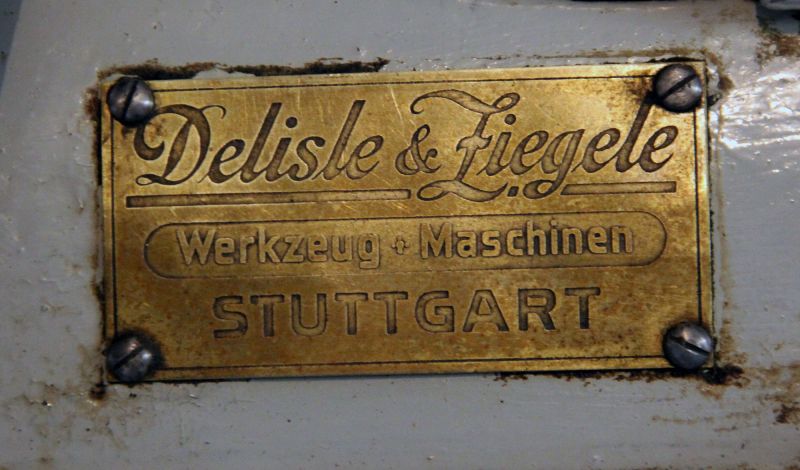 Delisle & Ziegele
Werkzeug + Maschinen
STUTTGART